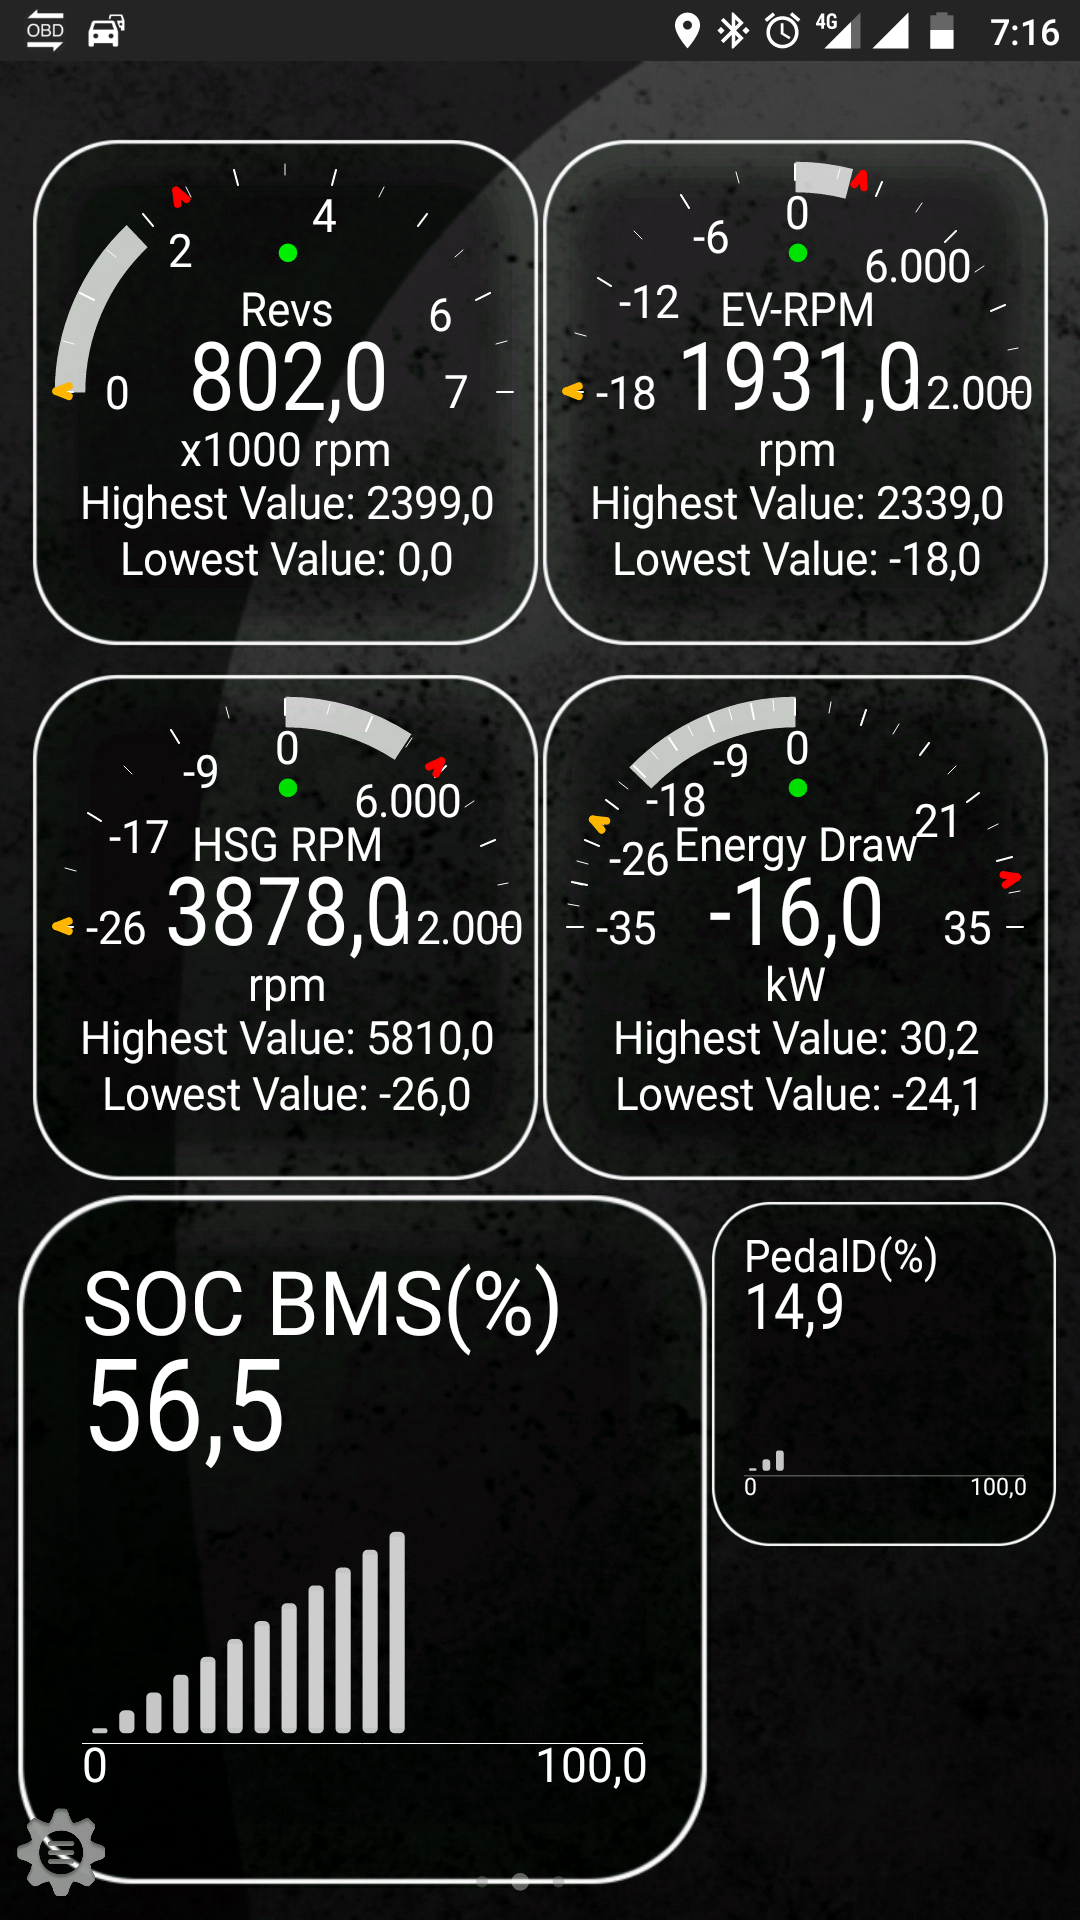 OBD
4G
7:16
2
4
6
0
7
Revs
802,0
x1000 rpm
Highest Value: 2399,0
Lowest Value: 0,0
0
-6
6.000
-12
EV-RPM
-18
1931,0
12.000
rpm
Highest Value: 2339,0
Lowest Value: -18,0
0
-9
6.000
-17
HSG RPM
-26
3878,0
12.000
rpm
Highest Value: 5810,0
Lowest Value: -26,0
0
-9
-18
21
-26
Energy Draw
-35
-16,0
35
kW
Highest Value: 30,2
Lowest Value: -24,1
SOC BMS(%)
56,5
0
100,0
PedalD(%)
14,9
0
100,0